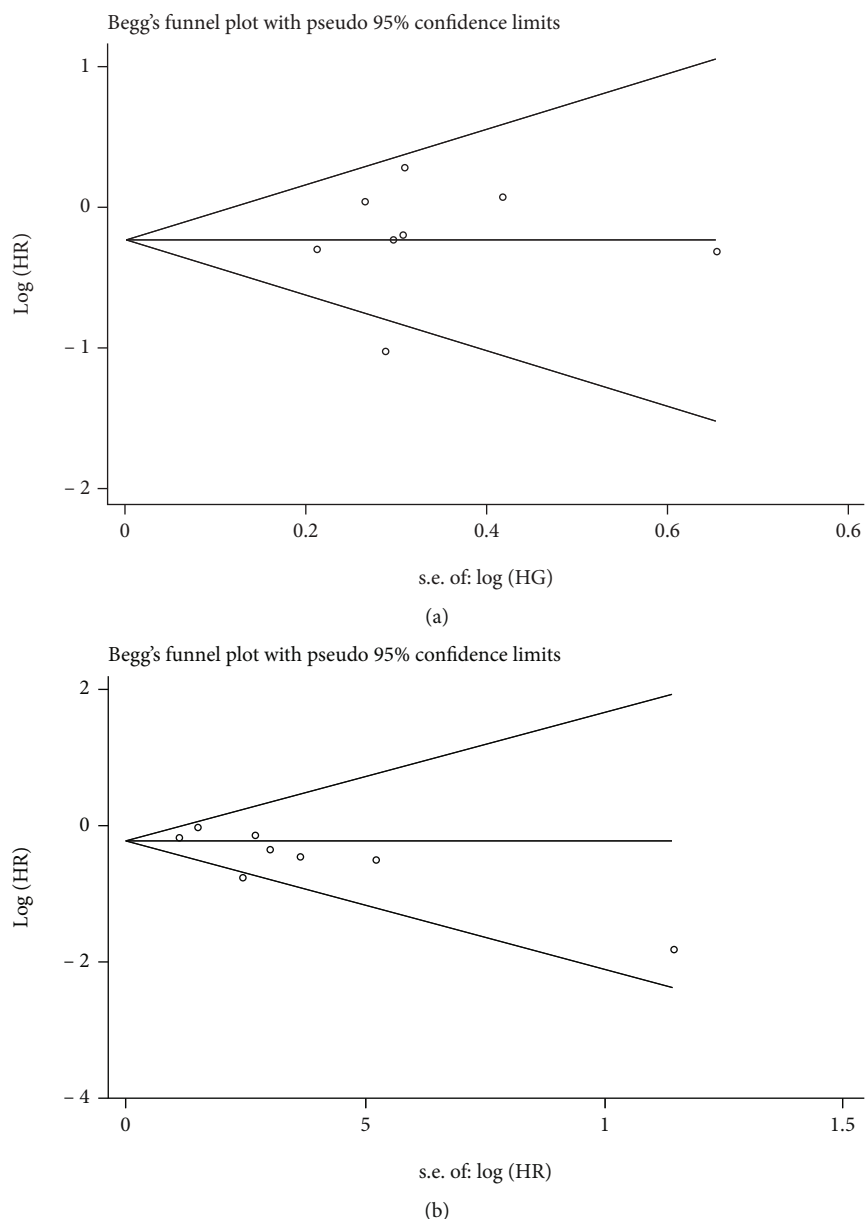 Begg's funnel plot with pseudo 95% confidence limits
1
0
– 1
– 2
Log (HR)
0
0.2
0.4
0.6
0.6
s.e. of: log (HG)
(a)
Begg's funnel plot with pseudo 95% confidence limits
2
0
– 2
– 4
Log (HR)
0
5
1
1.5
s.e. of: log (HR)
(b)